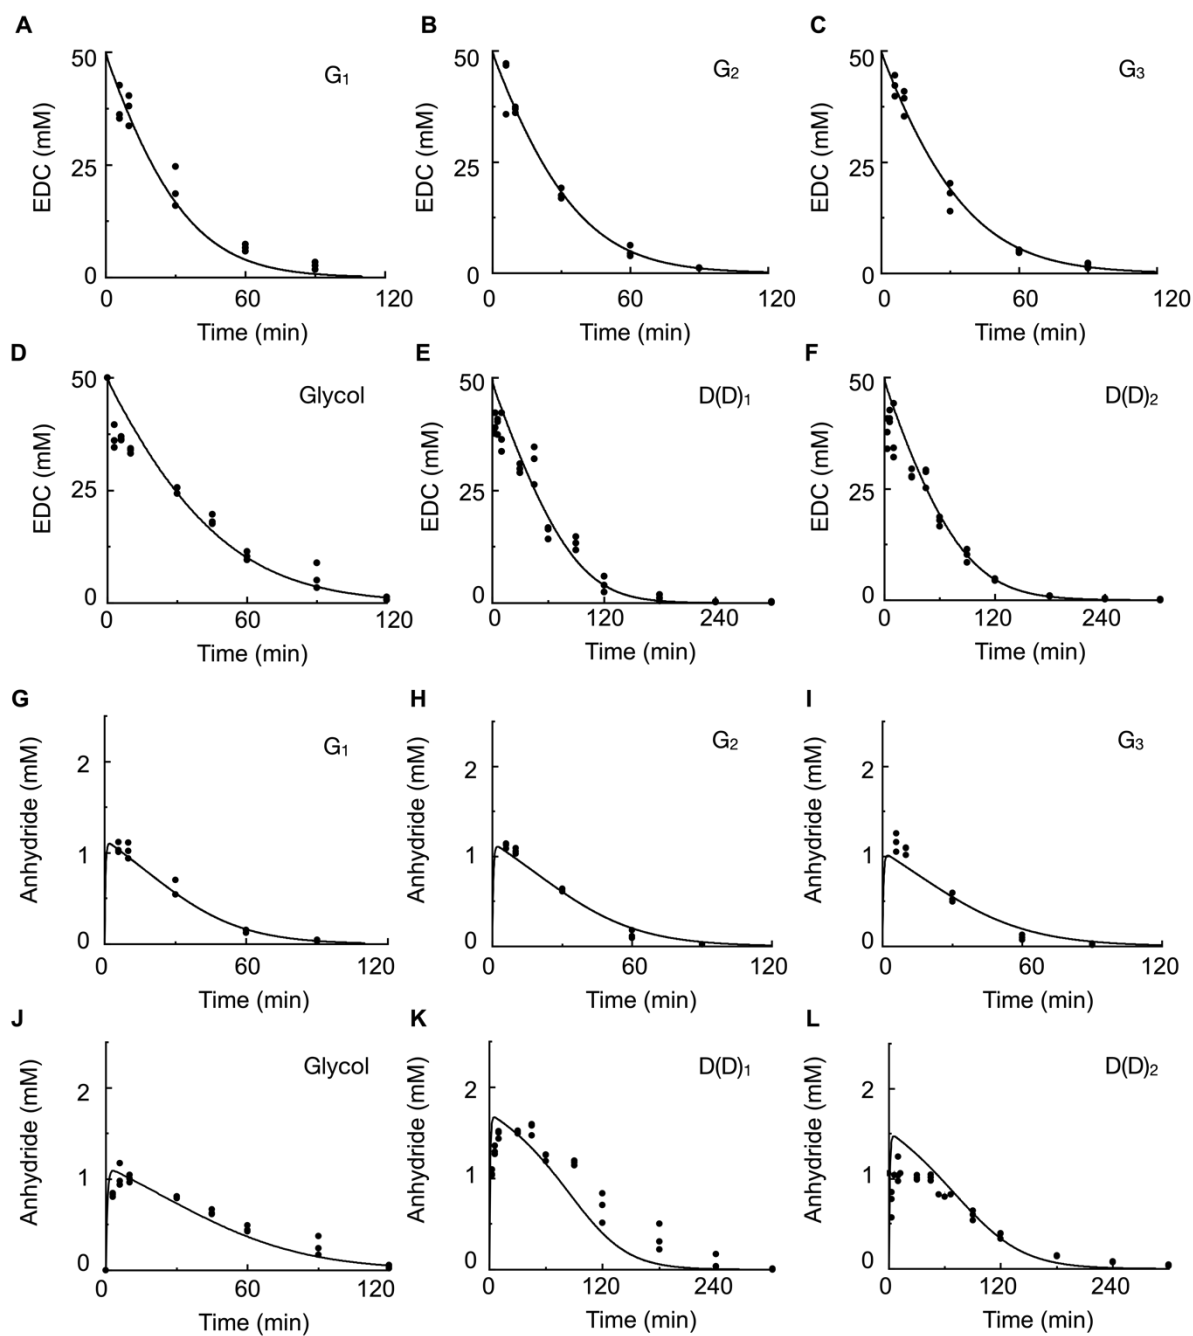 A
50
25
0
EDC (mM)
G₁
0 60 120
Time (min)
B
50
25
0
EDC (mM)
G₂
0 60 120
Time (min)
C
50
25
0
EDC (mM)
G₃
0 60 120
Time (min)
D
50
25
0
EDC (mM)
Glycol
0 60 120
Time (min)
E
50
25
0
EDC (mM)
D(D)₁
0 120 240
Time (min)
F
50
25
0
EDC (mM)
D(D)₂
0 120 240
Time (min)
G
2
1
0
Anhydride (mM)
G₁
0 60 120
Time (min)
H
2
1
0
Anhydride (mM)
G₂
0 60 120
Time (min)
I
2
1
0
Anhydride (mM)
G₃
0 60 120
Time (min)
J
2
1
0
Anhydride (mM)
Glycol
0 60 120
Time (min)
K
2
1
0
Anhydride (mM)
D(D)₁
0 120 240
Time (min)
L
2
1
0
Anhydride (mM)
D(D)₂
0 120 240
Time (min)